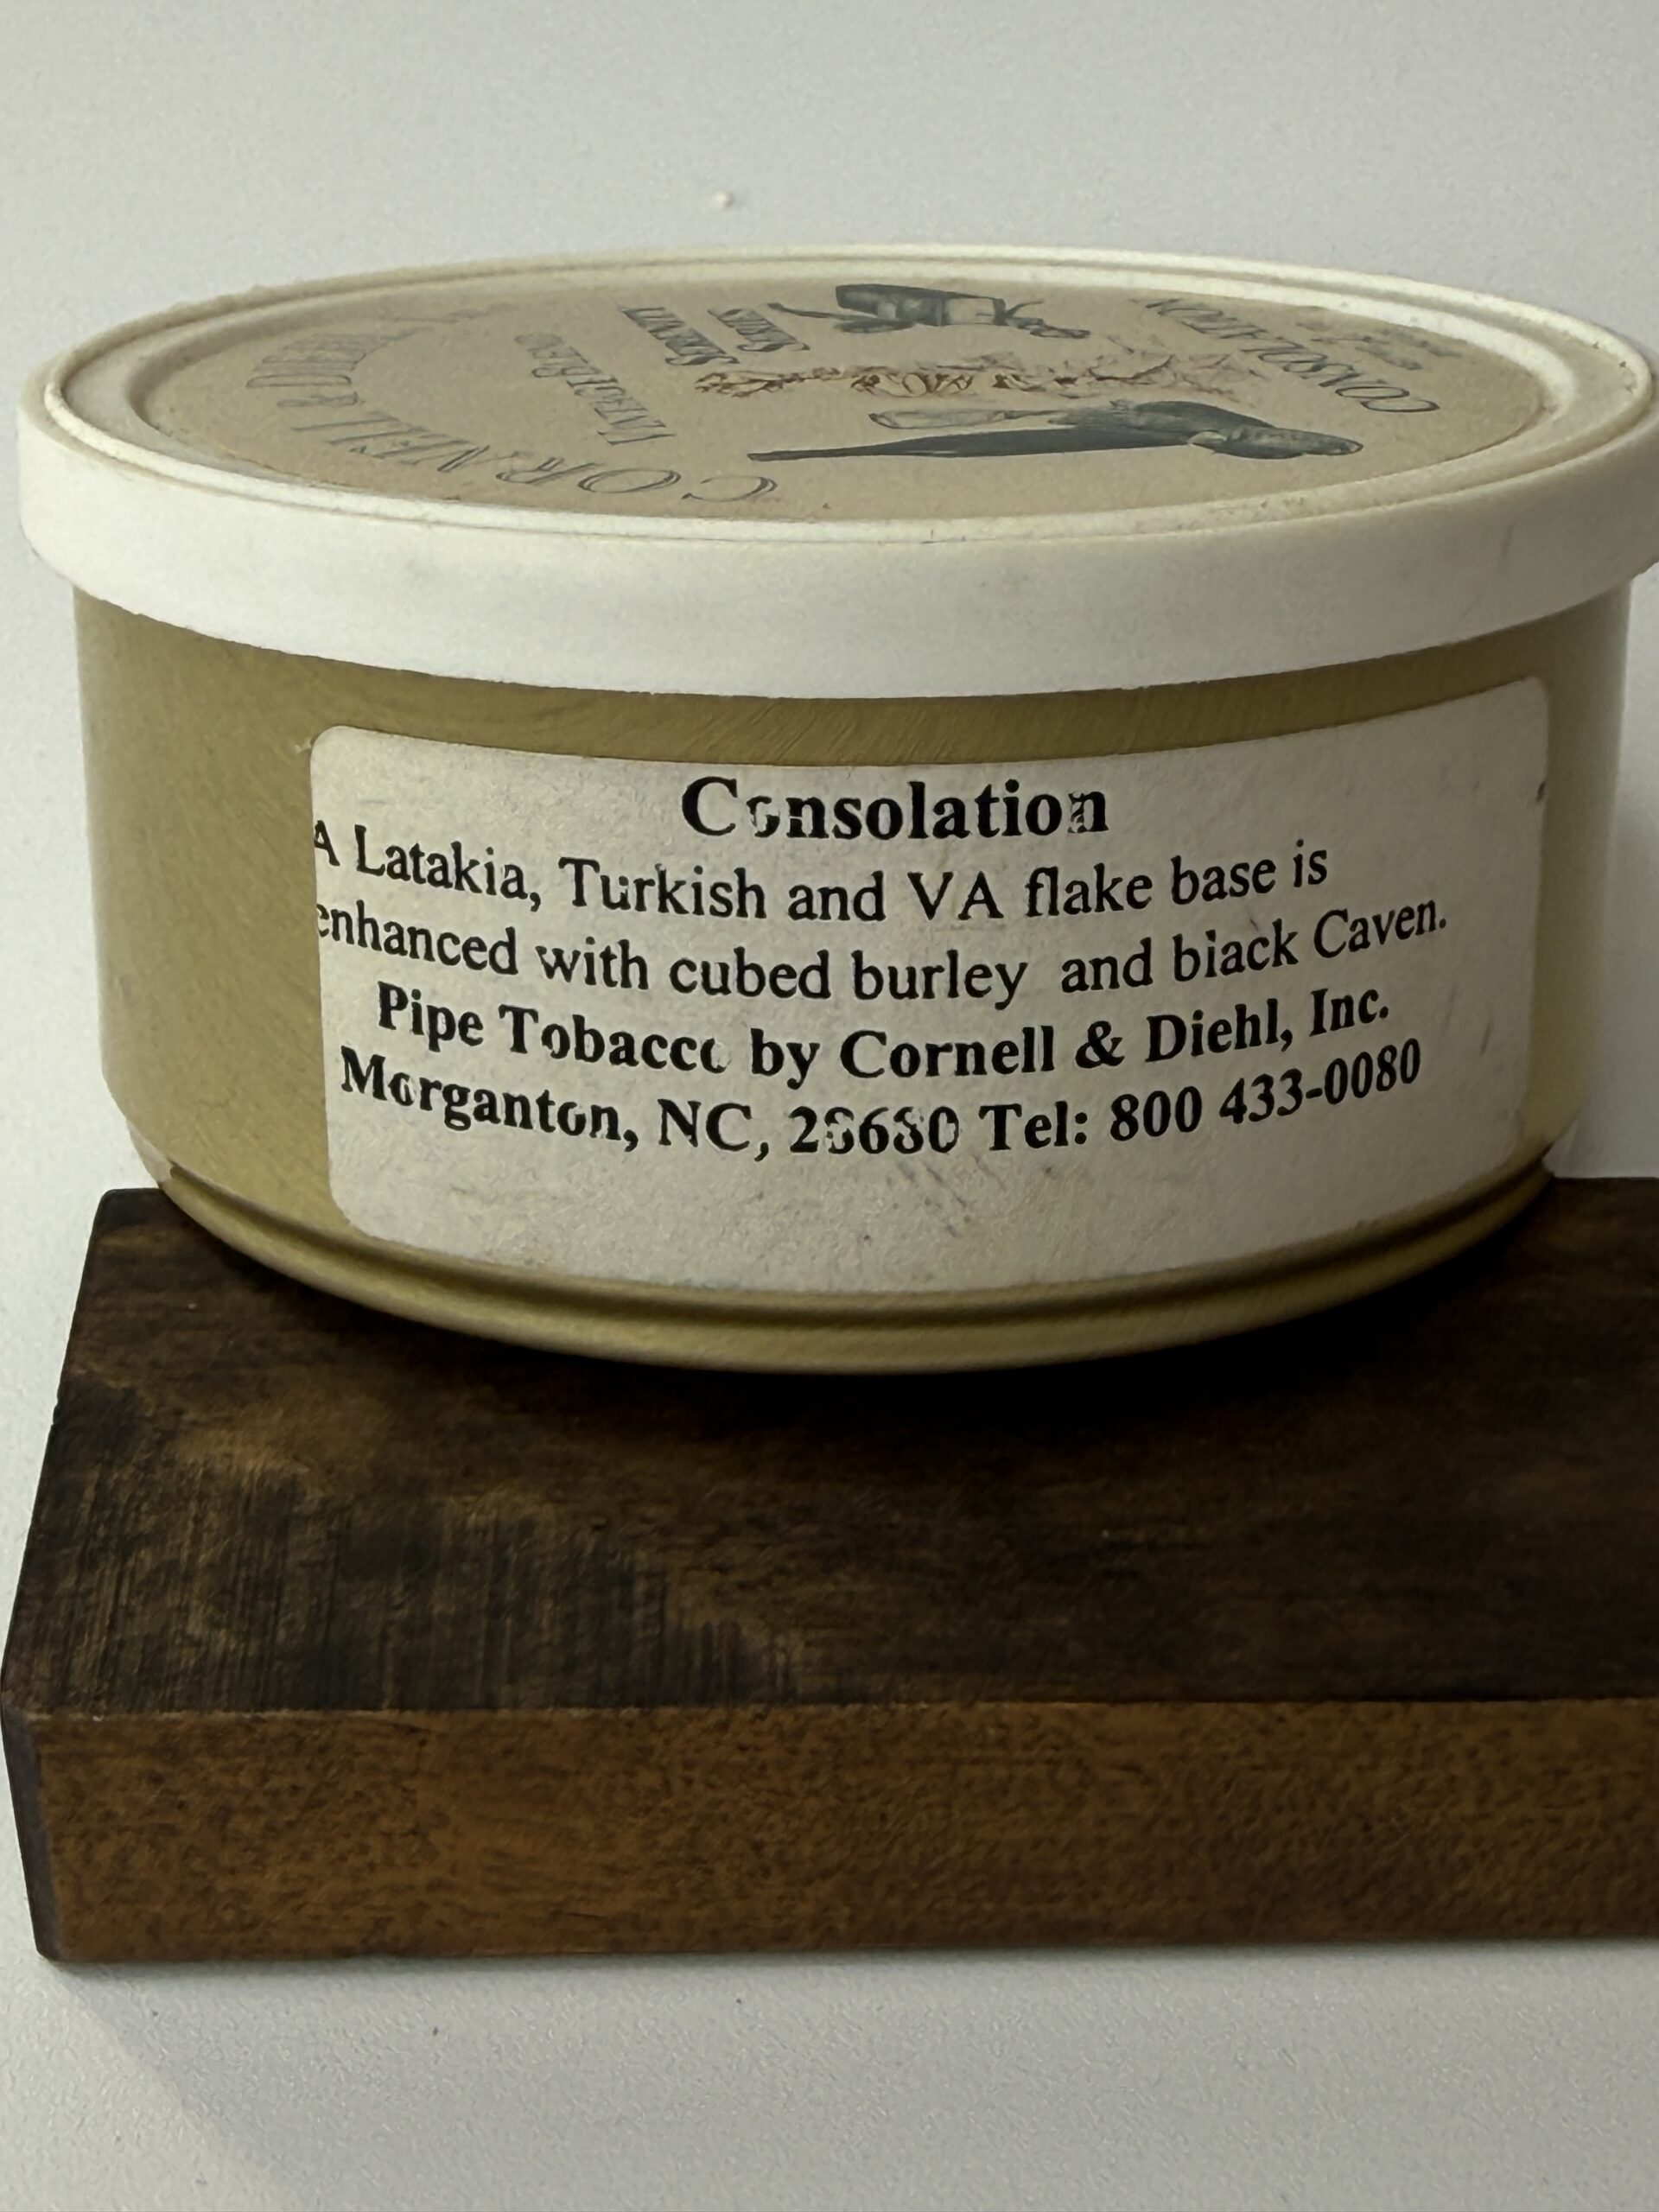 CORNELL & DIEHL
CONSOLATION
Consolation
A Latakia, Turkish and VA flake base is
enhanced with cubed burley and black Caven.
Pipe Tobacco by Cornell & Diehl, Inc.
Morganton, NC, 28680 Tel: 800 433-0080